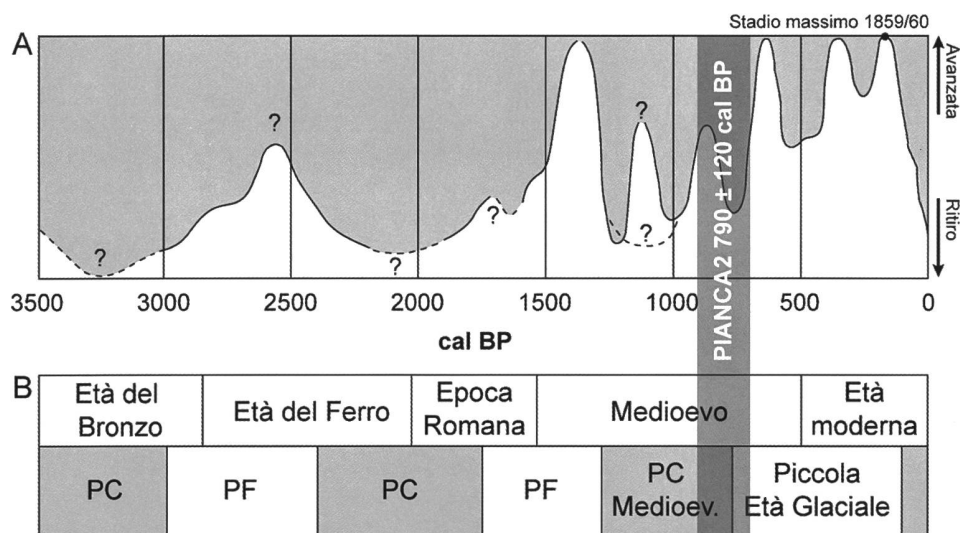 Stadio massimo 1859/60
A
Avanzata
Ritiro
?
?
?
?
?
?
PIANCA2 790 ± 120 cal BP
3500 3000 2500 2000 1500 1000 500 0
cal BP
B
Età del
Bronzo
Età del Ferro
Epoca
Romana
Medioevo
Età
moderna
PC
PF
PC
PF
PC
Medioev.
Piccola
Età Glaciale